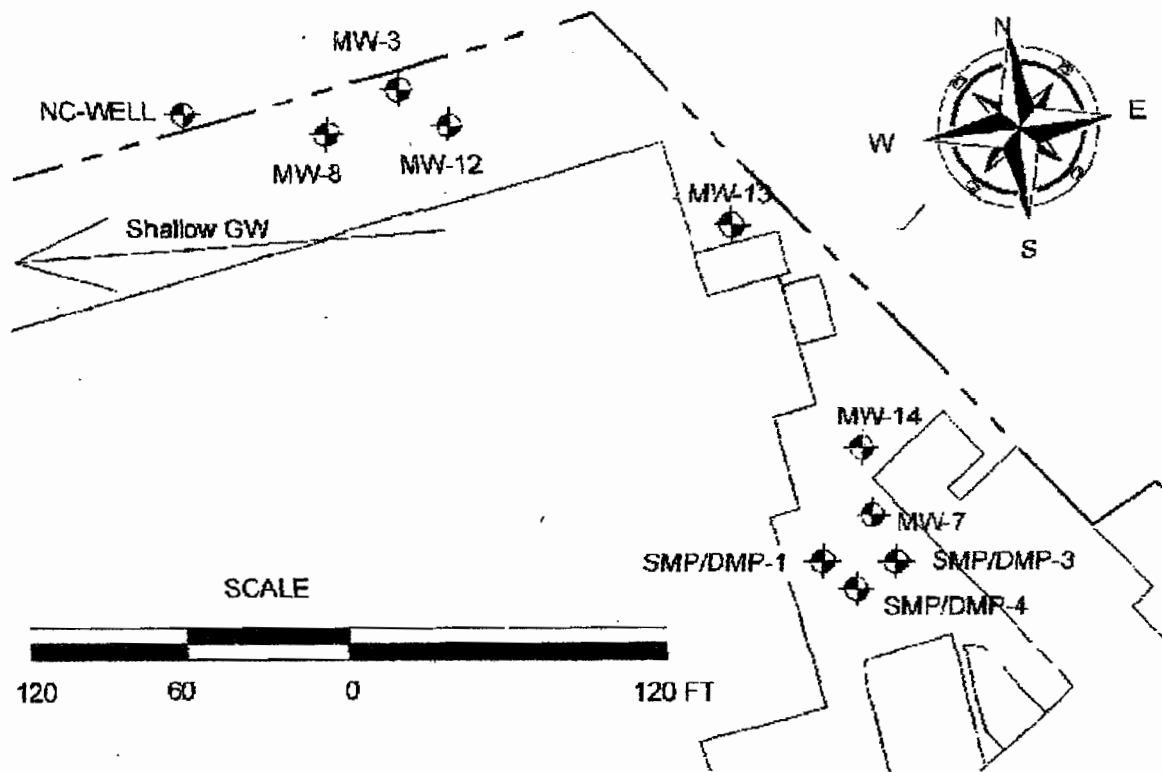 MW-3
N
NC-WELL
E
W
MW-8
MW-12
MW-13
Shallow GW
S
MW-14
MW-7
SMP/DMP-1
SMP/DMP-3
SCALE
SMP/DMP-4
120 60 0 120 FT